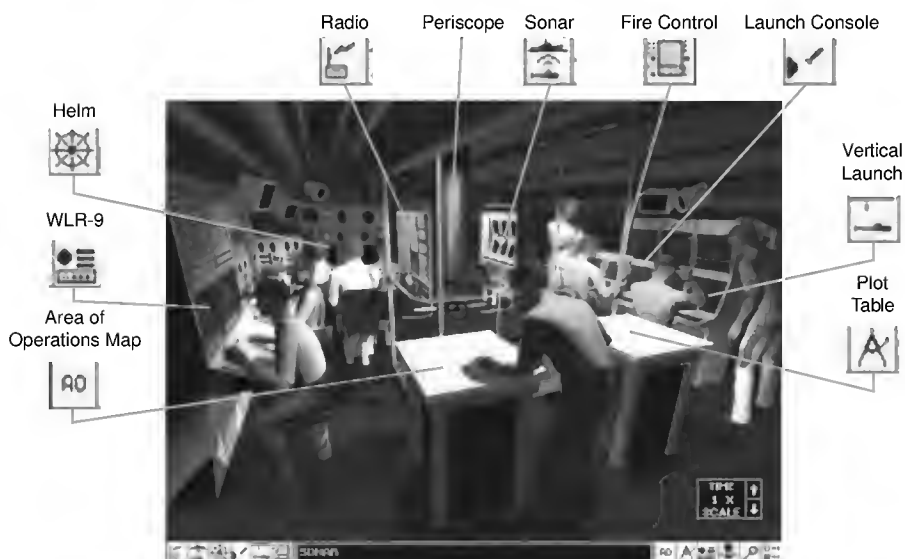 Radio
Periscope
Sonar
Fire Control
Launch Console
Helm
Vertical
Launch
WLR-9
Plot
Table
Area of
Operations Map
AO
TIME
1 X
SCALE
SONAR
AO